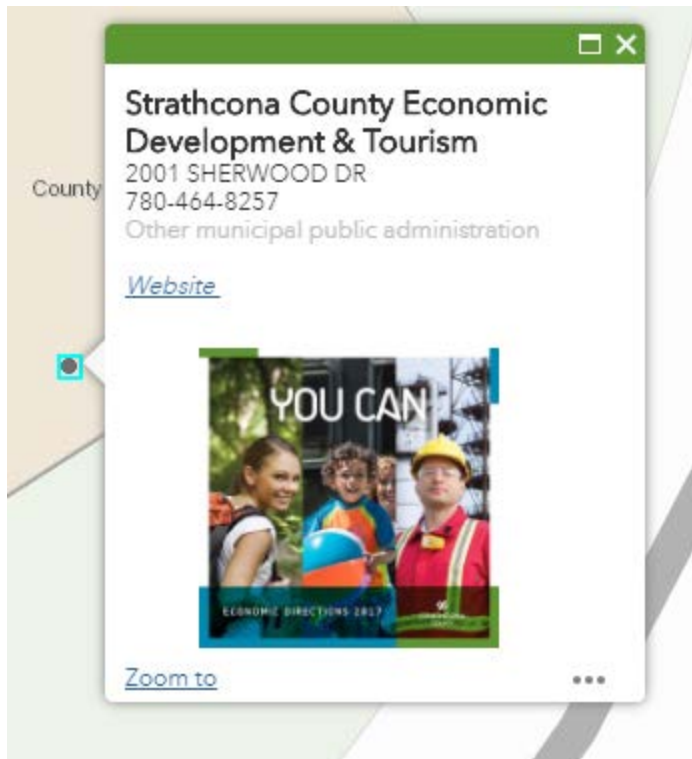 Strathcona County Economic
Development & Tourism
2001 SHERWOOD DR
780-464-8257
Other municipal public administration
County
Website
YOU CAN
ECONOMIC DIRECTIONS 2017
Zoom to